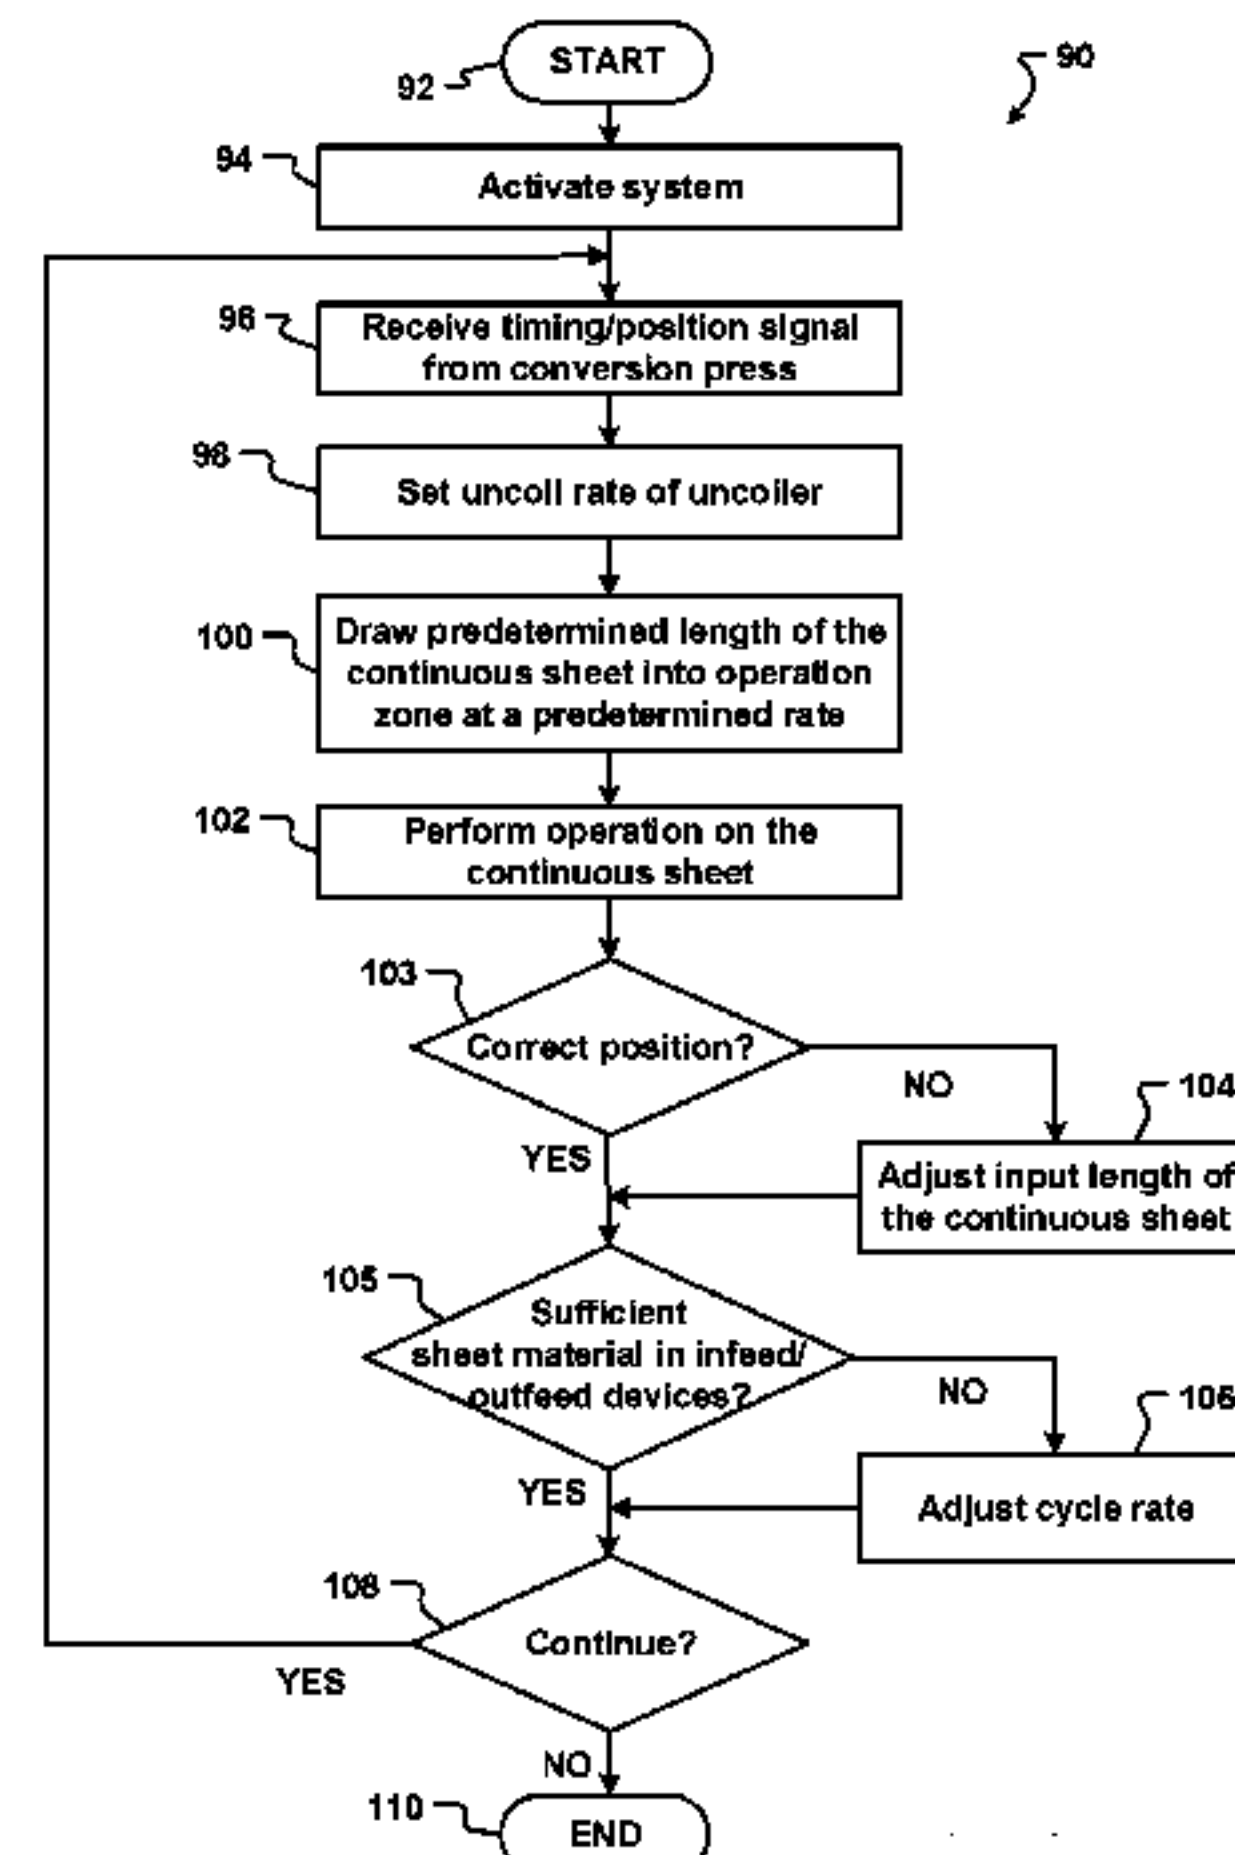 START
92
90
94
Activate system
96
Receive timing/position signal
from conversion press
98
Set uncoil rate of uncoiler
100
Draw predetermined length of the
continuous sheet into operation
zone at a predetermined rate
102
Perform operation on the
continuous sheet
103
Correct position?
NO
104
YES
Adjust input length of
the continuous sheet
105
Sufficient
sheet material in infeed/
outfeed devices?
NO
106
YES
Adjust cycle rate
108
Continue?
YES
NO
110
END